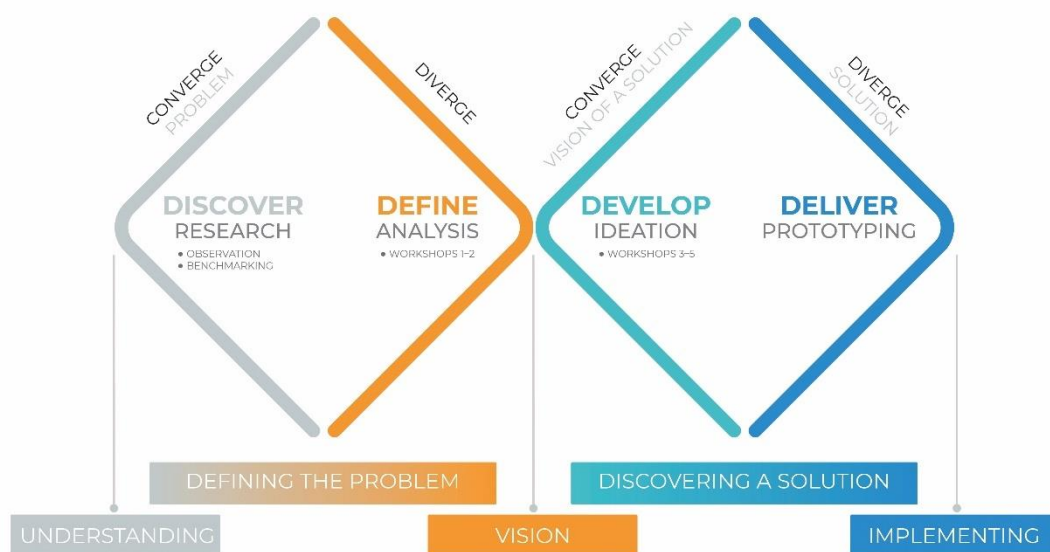 CONVERGE
PROBLEM
DIVERGE
CONVERGE
VISION OF A SOLUTION
DIVERGE
SOLUTION
DISCOVER
RESEARCH
• OBSERVATION
• BENCHMARKING
DEFINE
ANALYSIS
• WORKSHOPS 1–2
DEVELOP
IDEATION
• WORKSHOPS 3–5
DELIVER
PROTOTYPING
DEFINING THE PROBLEM
DISCOVERING A SOLUTION
UNDERSTANDING
VISION
IMPLEMENTING